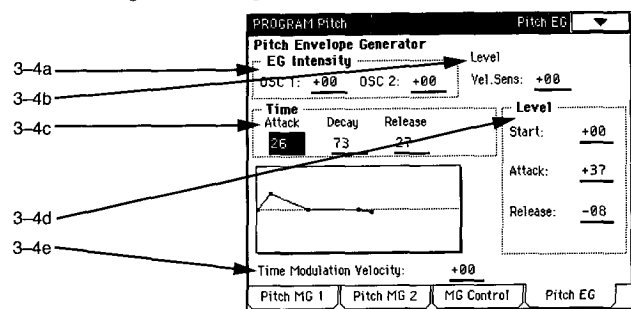 PROGRAM Pitch Pitch EG
Pitch Envelope Generator
3–4a EG Intensity Level
OSC 1: +00 OSC 2: +00 Vel.Sens: +00
3–4b
3–4c Time Level
Attack Decay Release Start: +00
26 73 27
Attack: +37
3–4d Release: -08
3–4e
Time Modulation Velocity: +00
Pitch MG 1 Pitch MG 2 MG Control Pitch EG